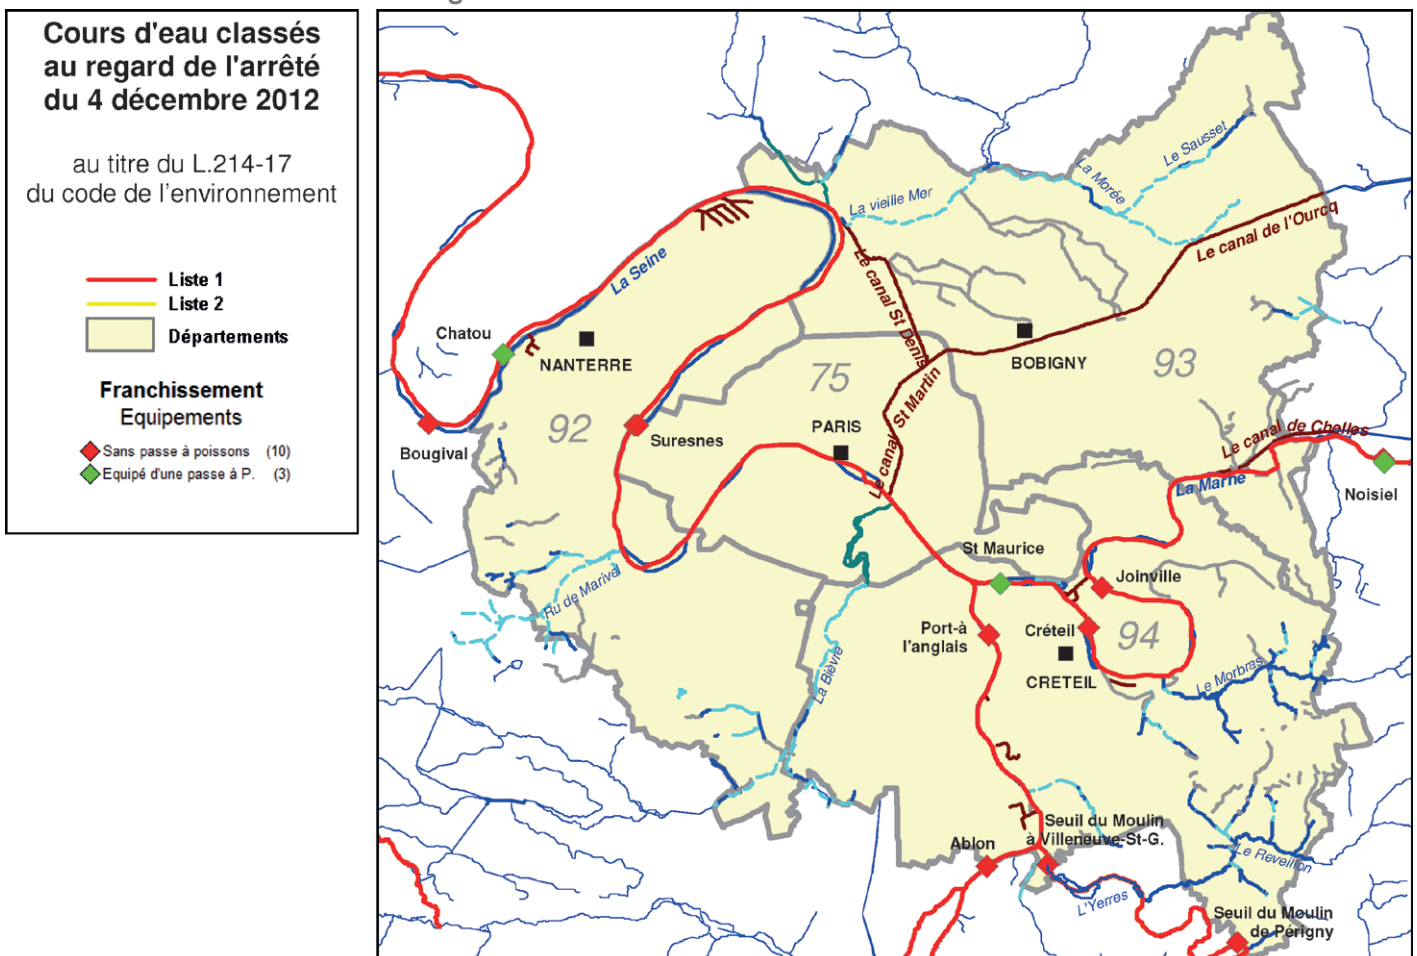 Cours d'eau classés
au regard de l'arrêté
du 4 décembre 2012
au titre du L.214-17
du code de l'environnement
Liste 1
Liste 2
Départements
Franchissement
Equipements
Sans passe à poissons (10)
Equipé d'une passe à P. (3)
Le Sausset
La Morée
La vieille Mer
Le canal de l'Ourcq
La Seine
Le canal St Denis
Chatou
NANTERRE
BOBIGNY
93
75
92
St Martin
Le canal
PARIS
Suresnes
Bougival
Le canal de Chelles
La Marne
Noisiel
St Maurice
Joinville
Ru de Marivel
Port-à
l'anglais
Créteil
94
CRETEIL
Le Morbras
La Bièvre
Seuil du Moulin
à Villeneuve-St-G.
Ablon
Le Reveillon
L'Yerres
Seuil du Moulin
de Périgny